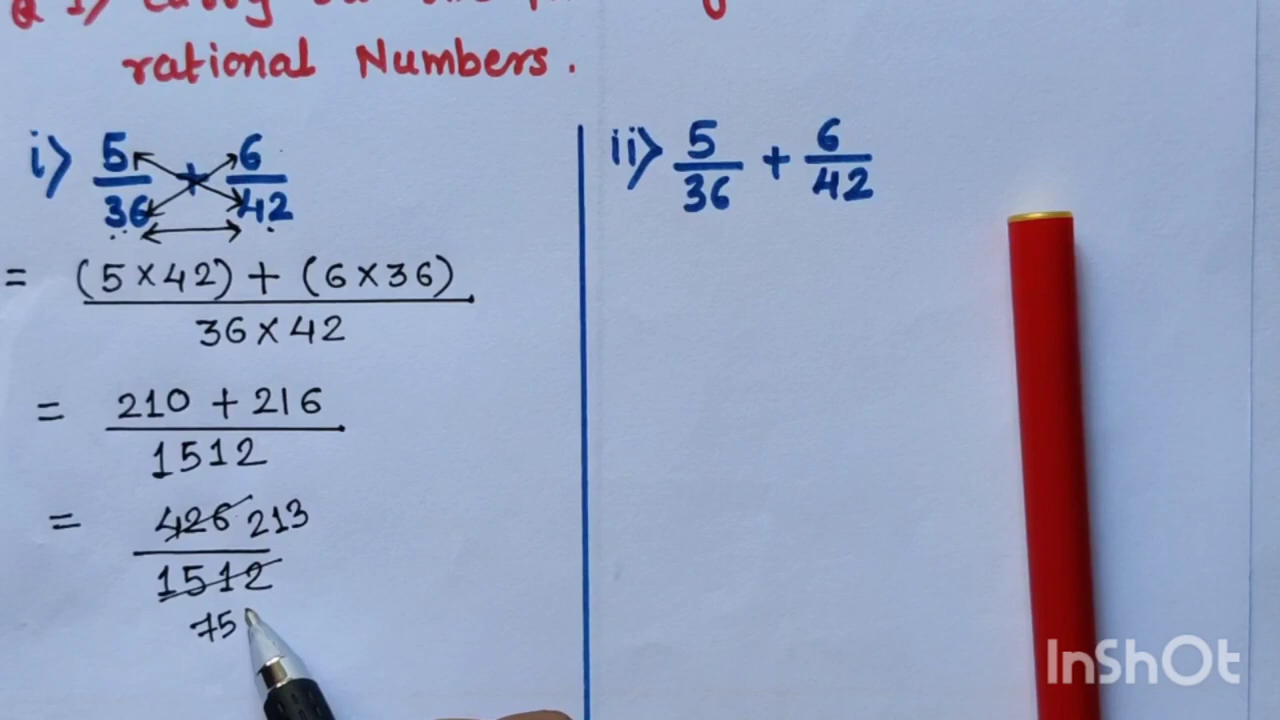 rational Numbers.
i) 5/36 + 6/42
= (5×42) + (6×36) / 36×42
= 210 + 216 / 1512
= 426 213 / 1512
75
ii) 5/36 + 6/42
InShOt